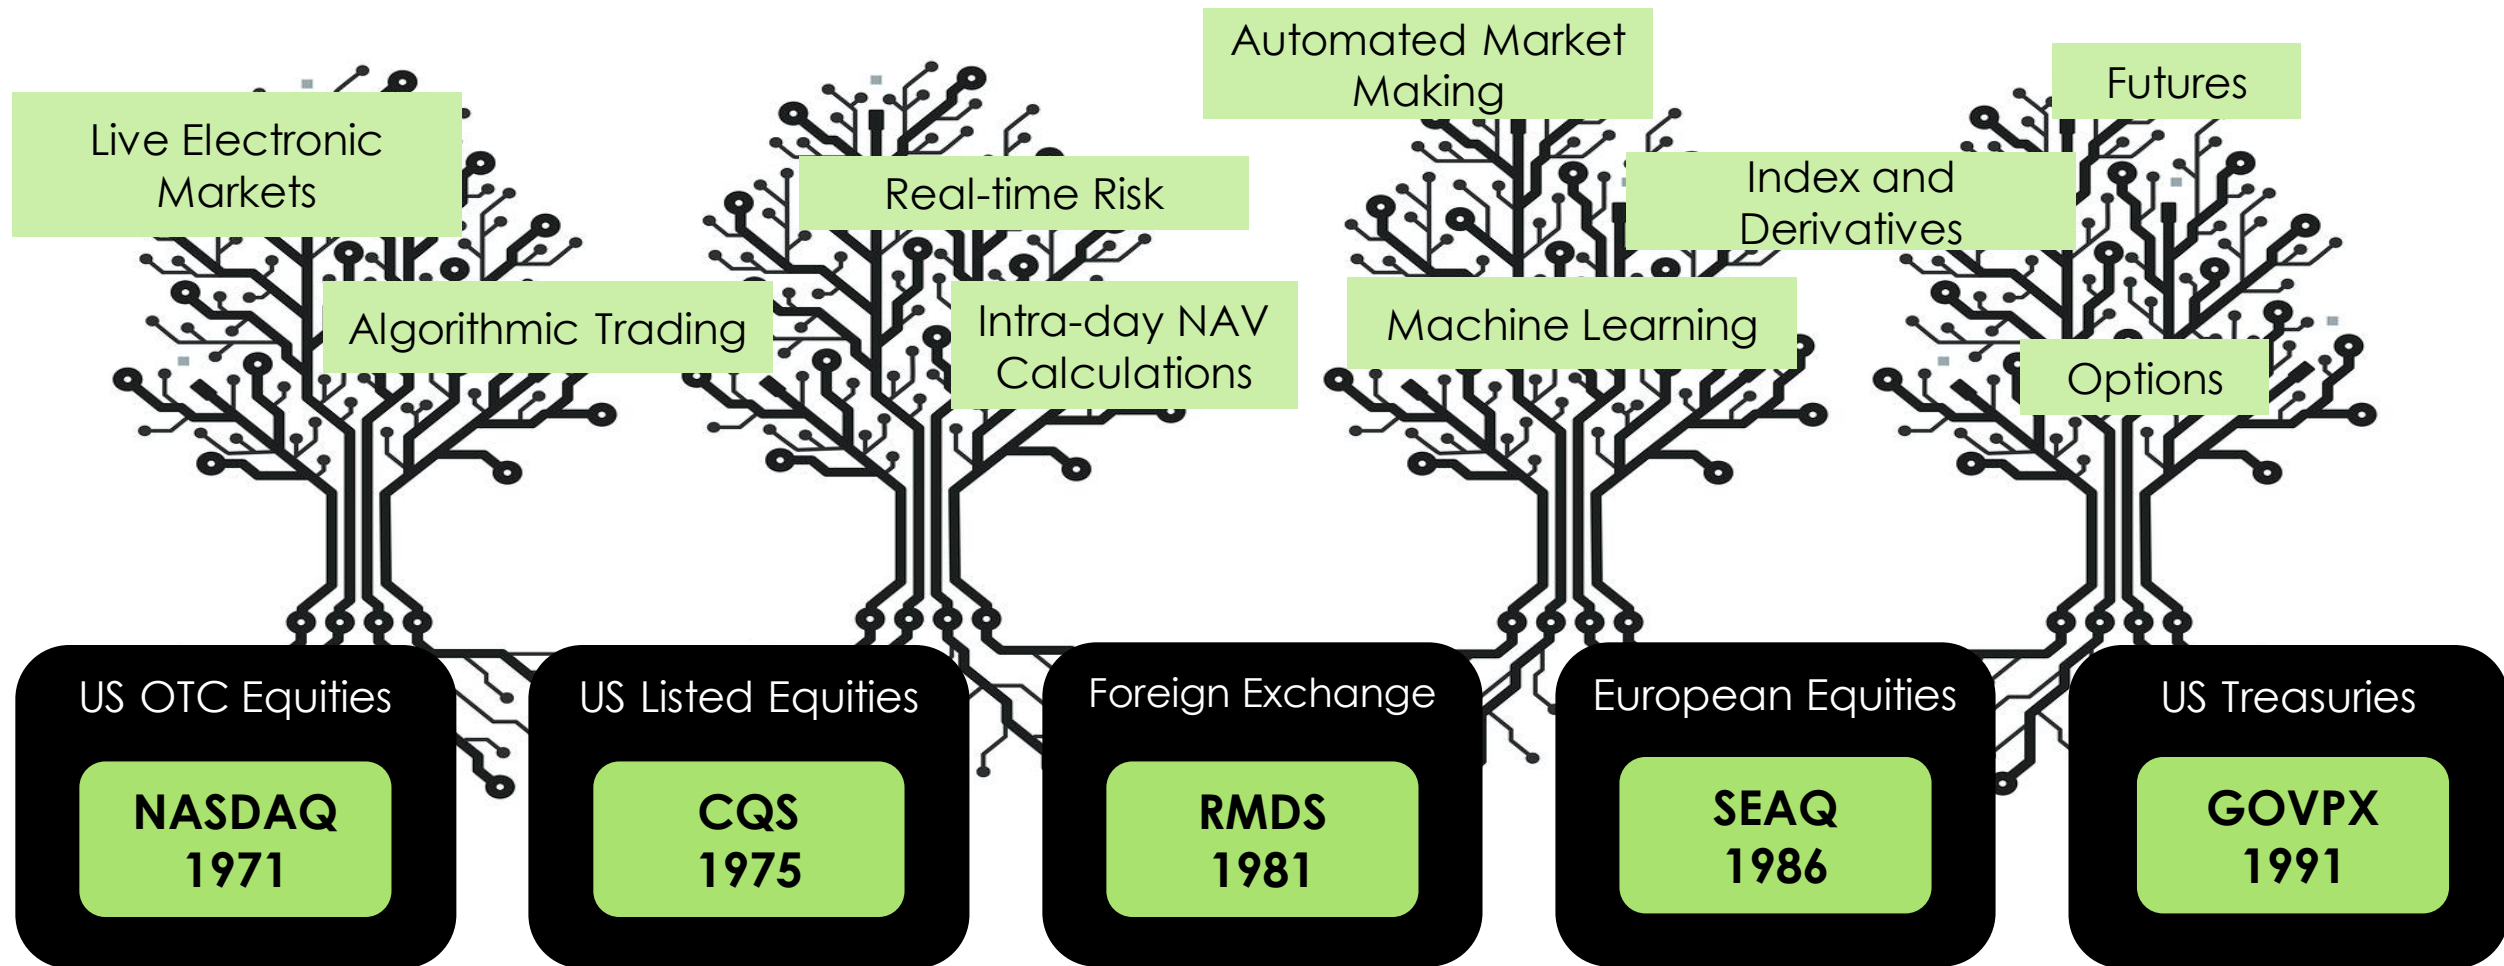 Live Electronic
Markets
Algorithmic Trading
Real-time Risk
Intra-day NAV
Calculations
Automated Market
Making
Machine Learning
Index and
Derivatives
Futures
Options
US OTC Equities
NASDAQ
1971
US Listed Equities
CQS
1975
Foreign Exchange
RMDS
1981
European Equities
SEAQ
1986
US Treasuries
GOVPX
1991